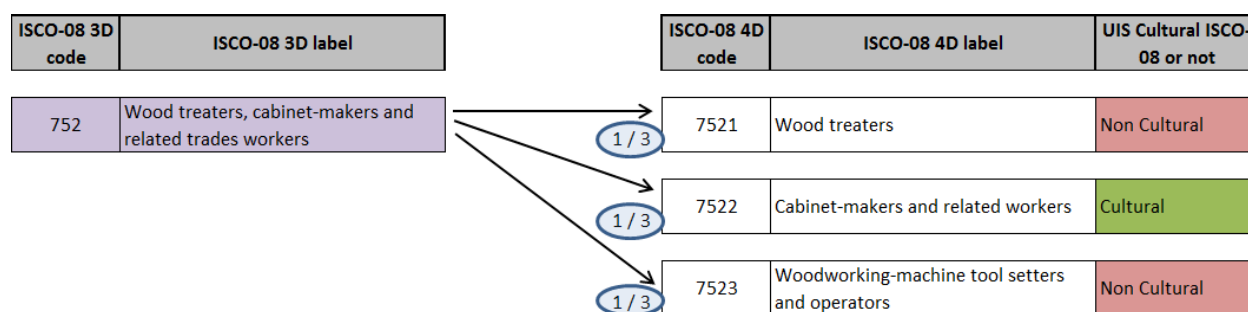 ISCO-08 3D code
ISCO-08 3D label
ISCO-08 4D code
ISCO-08 4D label
UIS Cultural ISCO-
08 or not
752
Wood treaters, cabinet-makers and
related trades workers
1 / 3
7521
Wood treaters
Non Cultural
1 / 3
7522
Cabinet-makers and related workers
Cultural
1 / 3
7523
Woodworking-machine tool setters
and operators
Non Cultural